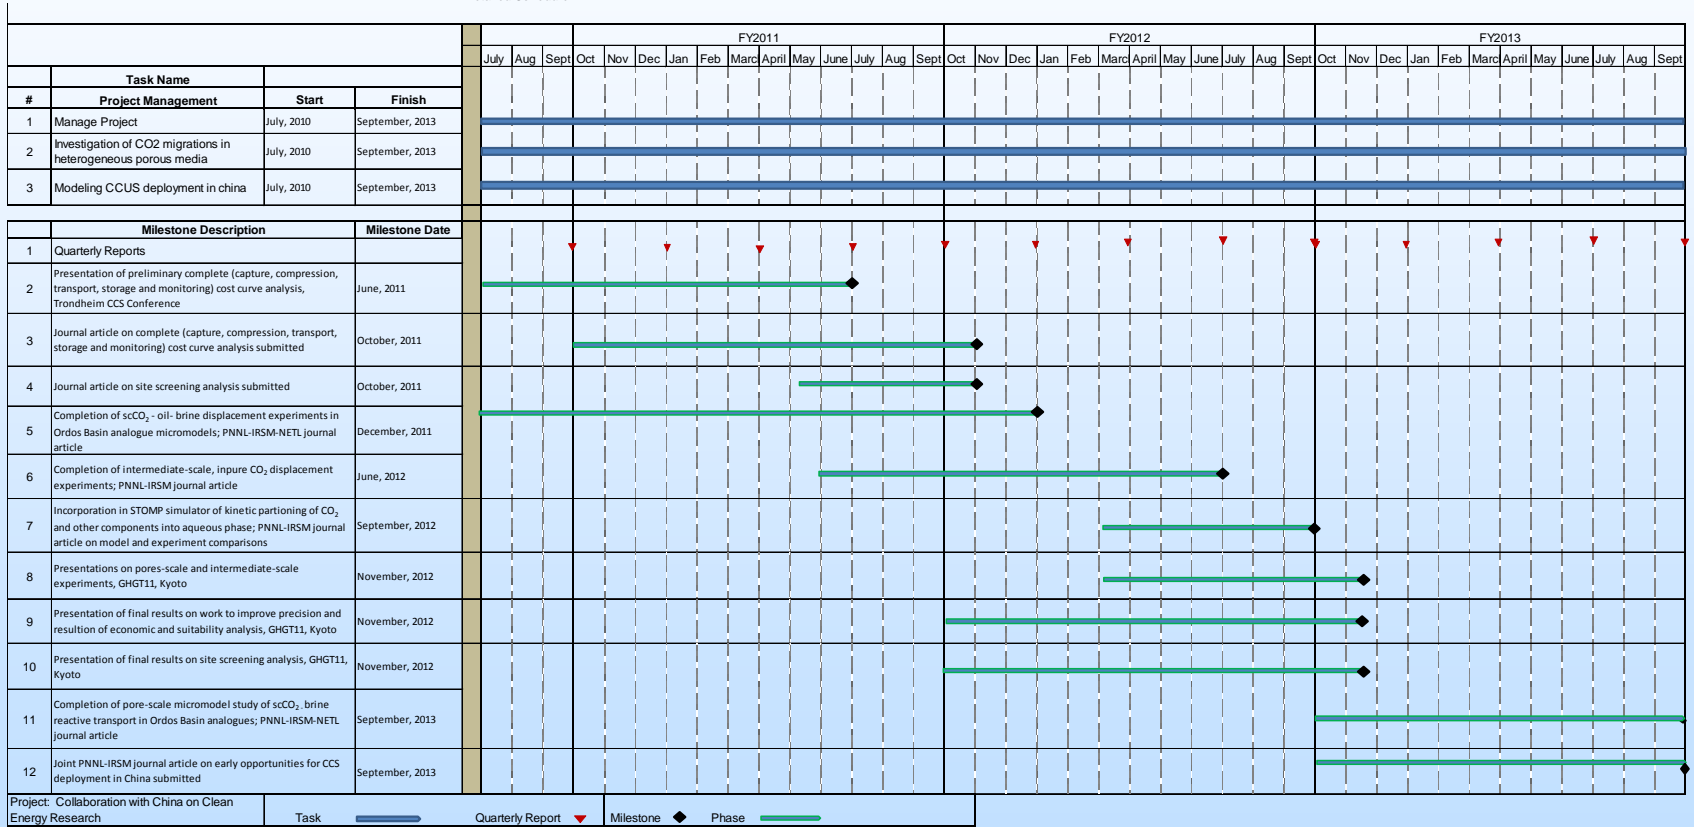 FY2011 FY2012 FY2013
July Aug Sept Oct Nov Dec Jan Feb Marc April May June July Aug Sept Oct Nov Dec Jan Feb Marc April May June July Aug Sept Oct Nov Dec Jan Feb Marc April May June July Aug Sept
Task Name
# Project Management Start Finish
1 Manage Project July, 2010 September, 2013
2 Investigation of CO2 migrations in
heterogeneous porous media July, 2010 September, 2013
3 Modeling CCUS deployment in china July, 2010 September, 2013
Milestone Description Milestone Date
1 Quarterly Reports
Presentation of preliminary complete (capture, compression,
2 transport, storage and monitoring) cost curve analysis, June, 2011
Trondheim CCS Conference
Journal article on complete (capture, compression, transport,
3 storage and monitoring) cost curve analysis submitted October, 2011
4 Journal article on site screening analysis submitted October, 2011
Completion of scCO₂ - oil- brine displacement experiments in
5 Ordos Basin analogue micromodels; PNNL-IRSM-NETL journal December, 2011
article
6 Completion of intermediate-scale, inpure CO₂ displacement June, 2012
experiments; PNNL-IRSM journal article
Incorporation in STOMP simulator of kinetic partioning of CO₂
7 and other components into aqueous phase; PNNL-IRSM journal September, 2012
article on model and experiment comparisons
8 Presentations on pores-scale and intermediate-scale November, 2012
experiments, GHGT11, Kyoto
9 Presentation of final results on work to improve precision and November, 2012
resultion of economic and suitability analysis, GHGT11, Kyoto
10 Presentation of final results on site screening analysis, GHGT11, November, 2012
Kyoto
Completion of pore-scale micromodel study of scCO₂ - brine
11 reactive transport in Ordos Basin analogues; PNNL-IRSM-NETL September, 2013
journal article
12 Joint PNNL-IRSM journal article on early opportunities for CCS September, 2013
deployment in China submitted
Project: Collaboration with China on Clean
Energy Research Task Quarterly Report Milestone Phase